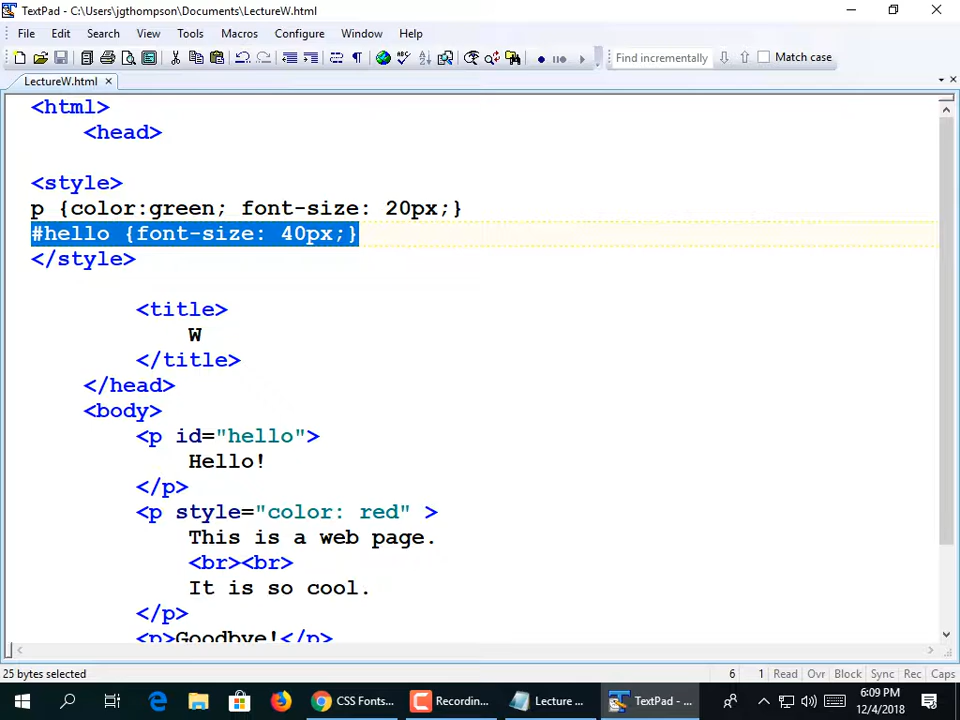 TextPad - C:\Users\jgthompson\Documents\LectureW.html
File Edit Search View Tools Macros Configure Window Help
Find incrementally Match case
LectureW.html
<html>
<head>
<style>
p {color:green; font-size: 20px;}
#hello {font-size: 40px;}
</style>
<title>
W
</title>
</head>
<body>
<p id="hello">
Hello!
</p>
<p style="color: red" >
This is a web page.
<br><br>
It is so cool.
</p>
<p>Goodbye!</p>
25 bytes selected 6 1 Read Ovr Block Sync Rec Caps
CSS Fonts... Recording... Lecture ... TextPad - ... 6:09 PM
12/4/2018